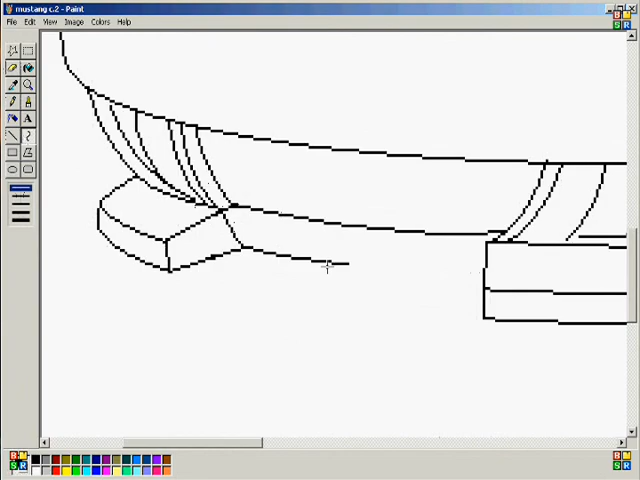 mustang c.2 - Paint
File Edit View Image Colors Help
B M
S R
A
B M
S R
B M
S R